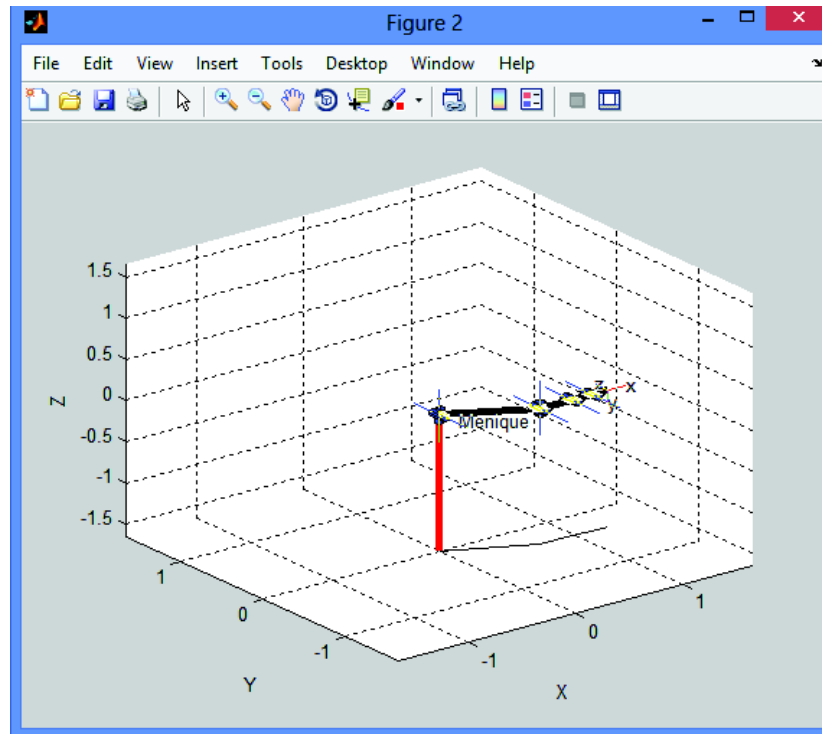 Figure 2
File Edit View Insert Tools Desktop Window Help
1.5
1
0.5
0
-0.5
-1
-1.5
Z
z x
y
Menique
1
0
-1
Y
-1
0
1
X